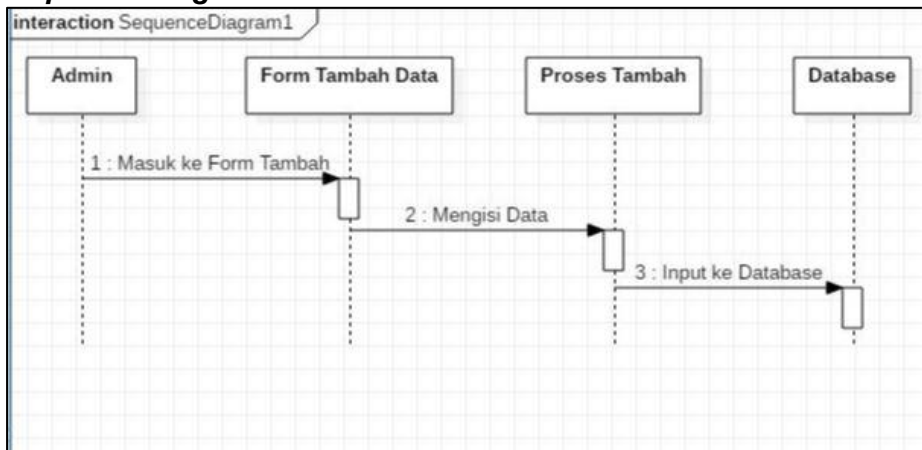 interaction SequenceDiagram1
Admin
Form Tambah Data
Proses Tambah
Database
1 : Masuk ke Form Tambah
2 : Mengisi Data
3 : Input ke Database